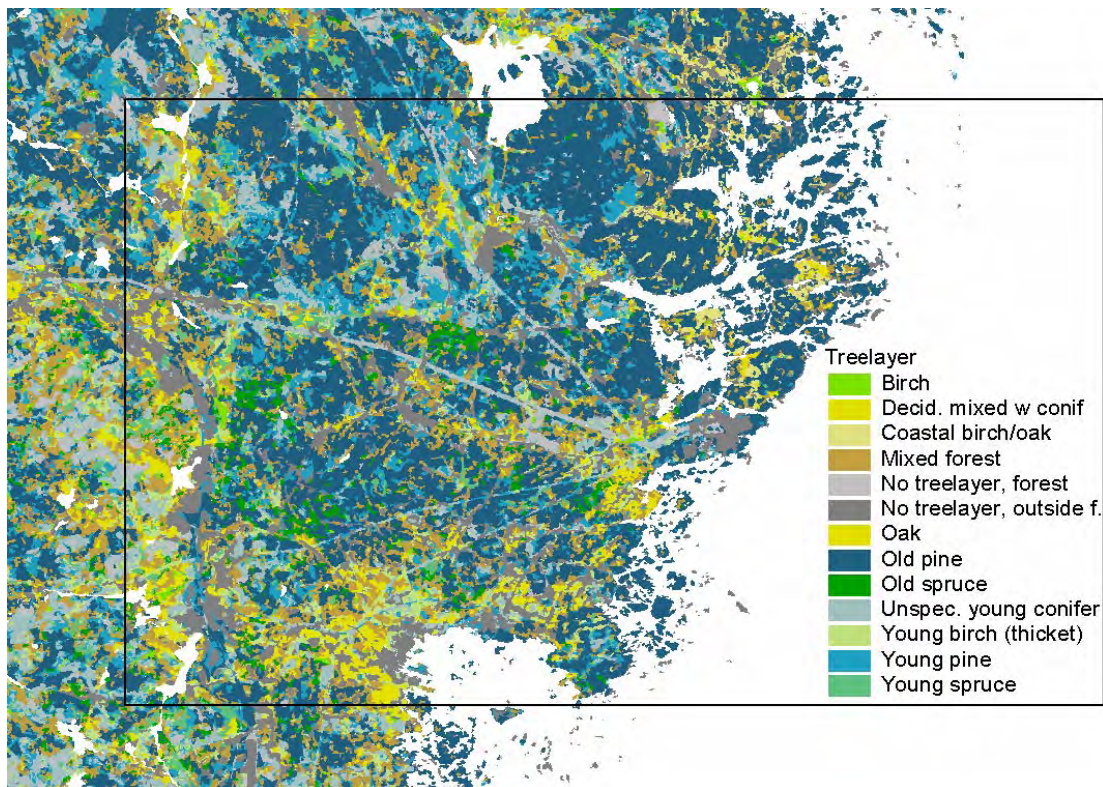 Treelayer
Birch
Decid. mixed w conif
Coastal birch/oak
Mixed forest
No treelayer, forest
No treelayer, outside f.
Oak
Old pine
Old spruce
Unspec. young conifer
Young birch (thicket)
Young pine
Young spruce